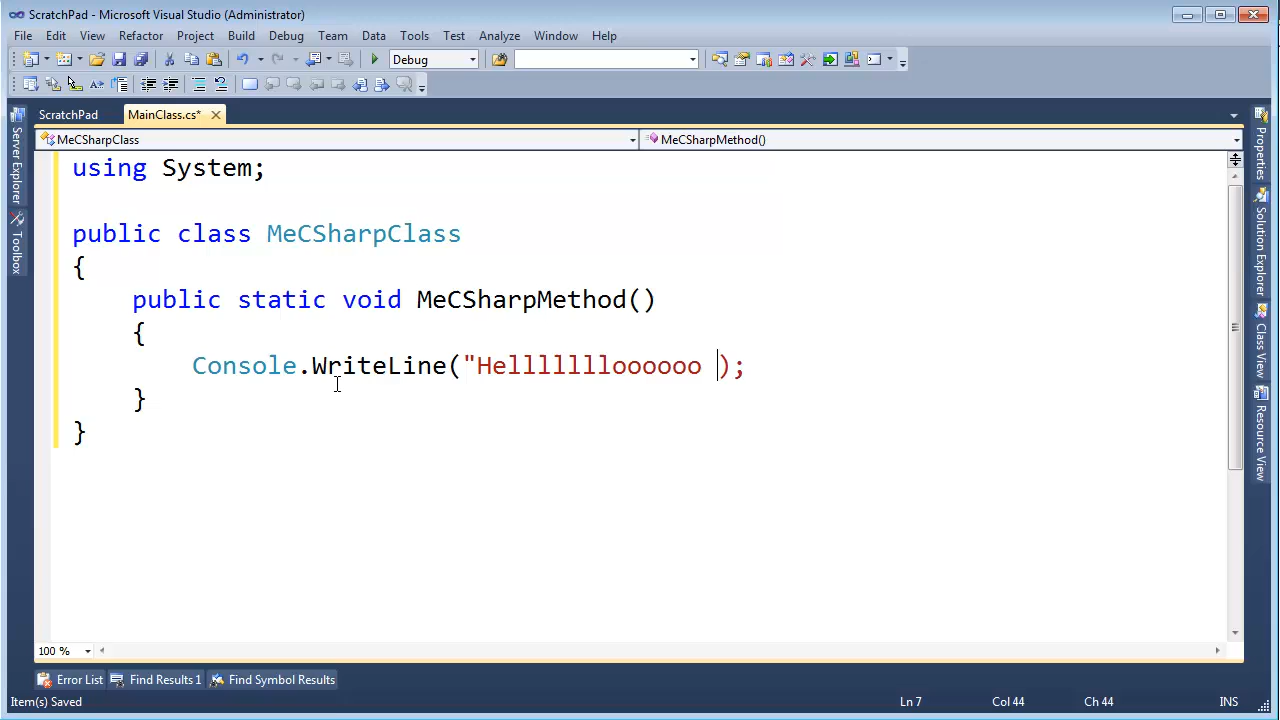 ScratchPad - Microsoft Visual Studio (Administrator)
File Edit View Refactor Project Build Debug Team Data Tools Test Analyze Window Help
Debug
ScratchPad MainClass.cs*
MeCSharpClass MeCSharpMethod()
using System;
public class MeCSharpClass
{
public static void MeCSharpMethod()
{
Console.WriteLine("Helllllllloooooo );
}
}
100 %
Error List Find Results 1 Find Symbol Results
Item(s) Saved Ln 7 Col 44 Ch 44 INS
Server Explorer
Toolbox
Properties
Solution Explorer
Class View
Resource View